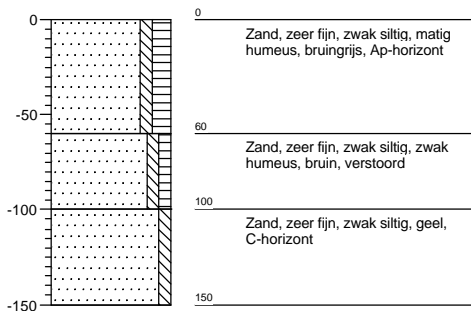 0
0
Zand, zeer fijn, zwak siltig, matig
humeus, bruingrijs, Ap-horizont
-50
60
Zand, zeer fijn, zwak siltig, zwak
humeus, bruin, verstoord
-100
100
Zand, zeer fijn, zwak siltig, geel,
C-horizont
-150
150